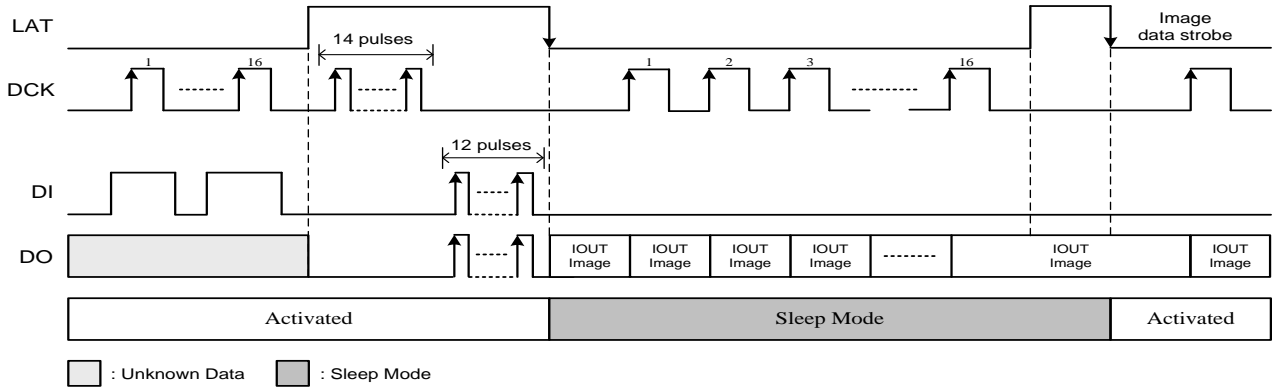 LAT
Image
data strobe
14 pulses
DCK
1
16
1
2
3
16
12 pulses
DI
DO
IOUT
Image
IOUT
Image
IOUT
Image
IOUT
Image
IOUT
Image
IOUT
Image
Activated
Sleep Mode
Activated
: Unknown Data
: Sleep Mode